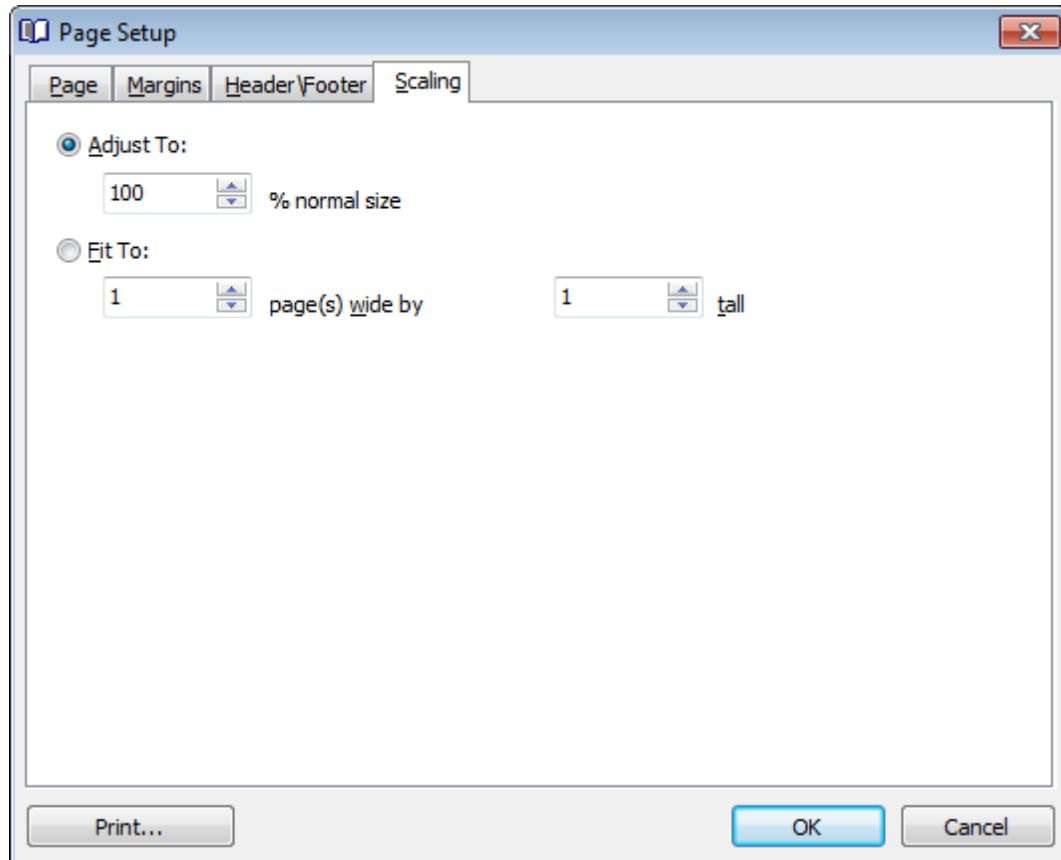 Page Setup
Page Margins Header\Footer Scaling
Adjust To:
100 % normal size
Fit To:
1 page(s) wide by 1 tall
Print... OK Cancel